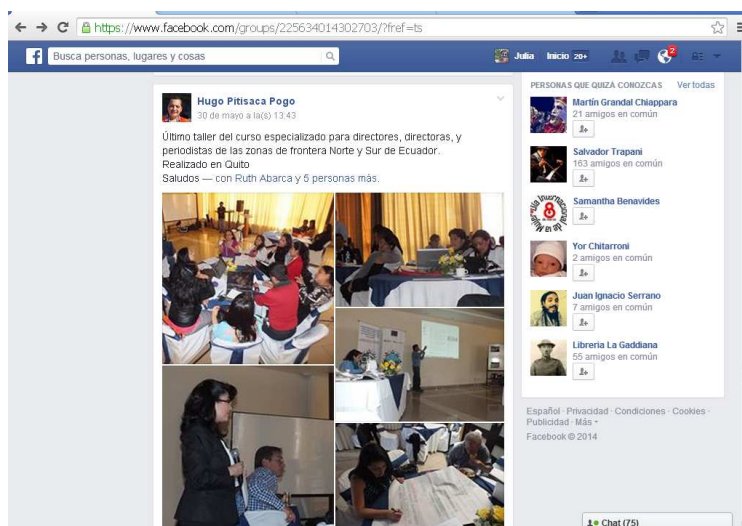 https://www.facebook.com/groups/225634014302703/?fref=ts
Busca personas, lugares y cosas
Julia Inicio 20+
2
Hugo Pitisaca Pogo
30 de mayo a la(s) 13:43
Último taller del curso especializado para directores, directoras, y
periodistas de las zonas de frontera Norte y Sur de Ecuador.
Realizado en Quito
Saludos — con Ruth Abarca y 5 personas más.
PERSONAS QUE QUIZÁ CONOZCAS Ver todas
Martín Grandal Chiappara
21 amigos en común
Salvador Trapani
163 amigos en común
Samantha Benavides
Yor Chitarroni
2 amigos en común
Juan Ignacio Serrano
7 amigos en común
Libreria La Gaddiana
55 amigos en común
Español · Privacidad · Condiciones · Cookies ·
Publicidad · Más
Facebook © 2014
Chat (75)